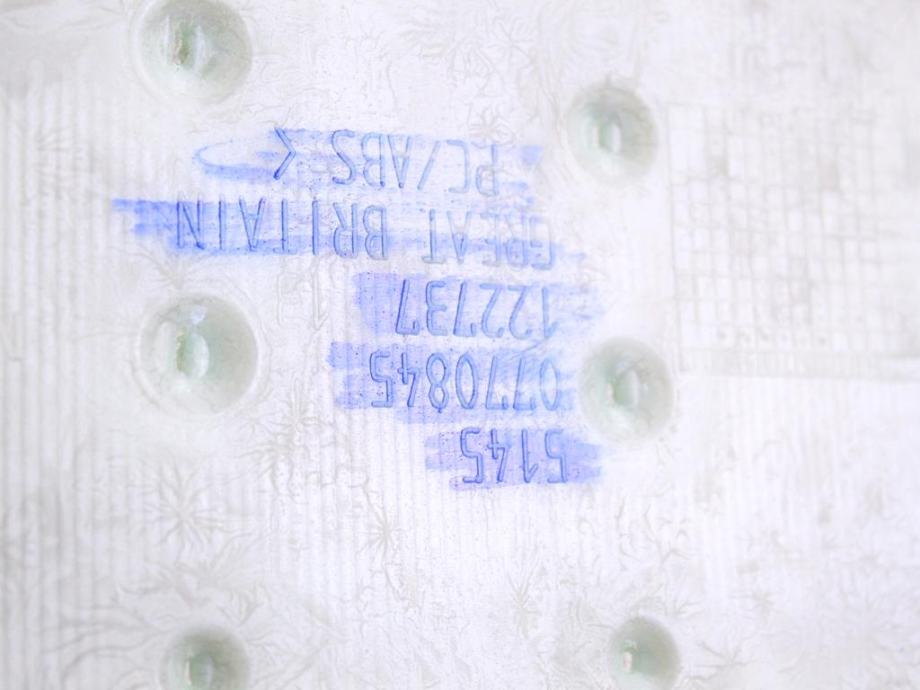 5145
0770845
122737
GREAT BRITAIN
PC/ABS >